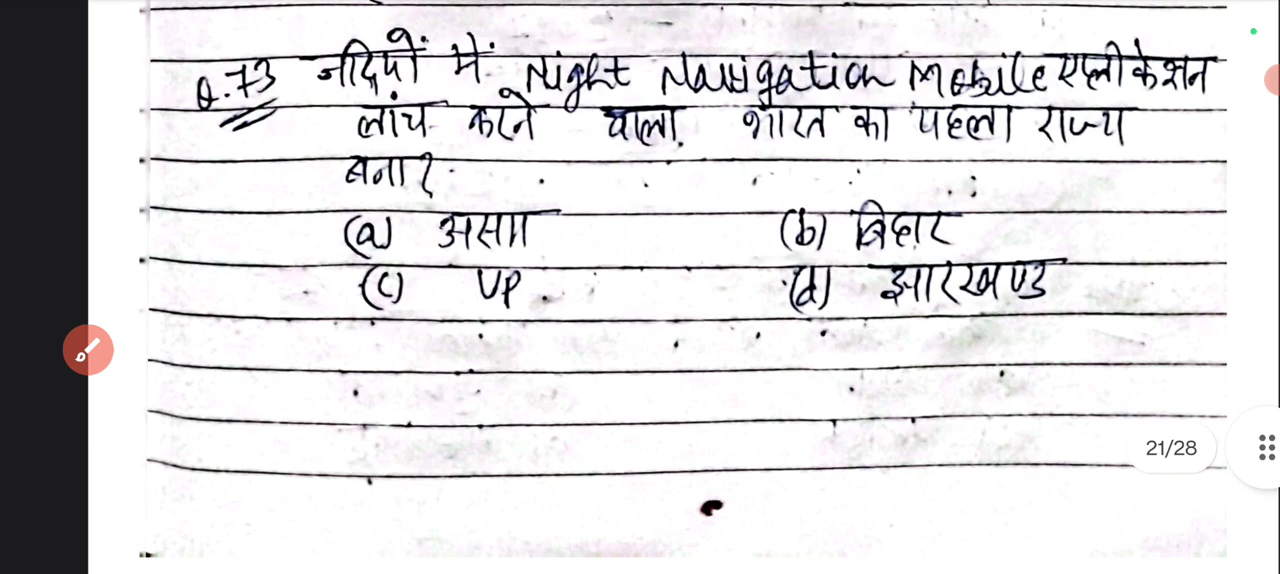 Q.73 नदियों में Night Navigation Mobile एप्लीकेशन
लांच करने वाला भारत का पहला राज्य
बना?
(a) असम (b) बिहार
(c) UP (d) झारखण्ड
21/28